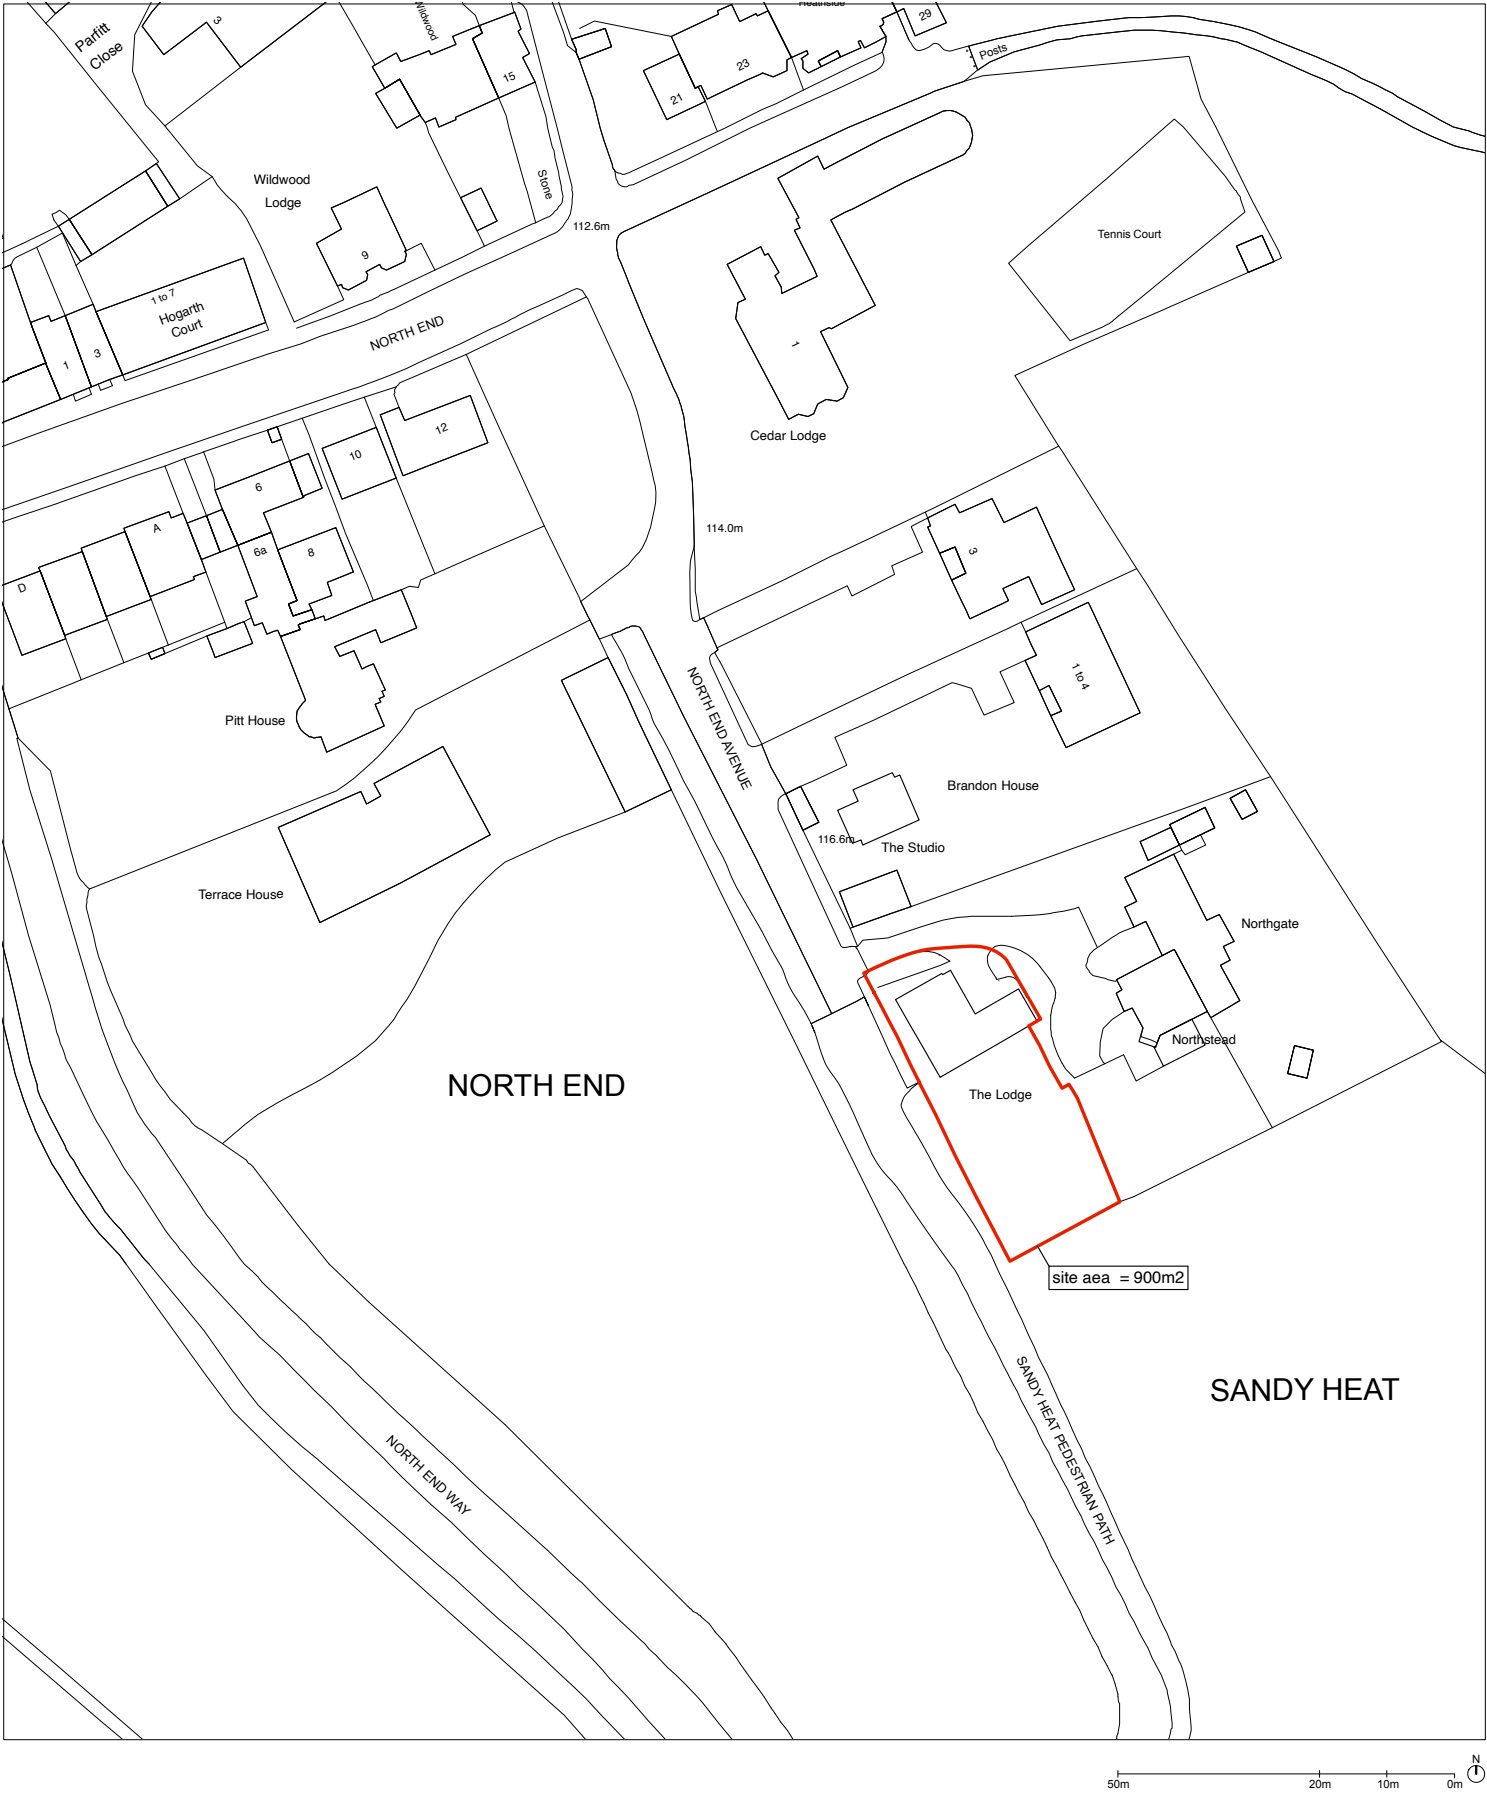 Parfitt
Close
3
Wildwood
15
21
23
Heathside
29
Posts
Stone
Wildwood
Lodge
9
112.6m
Tennis Court
1 to 7
Hogarth
Court
1
3
NORTH END
1
Cedar Lodge
12
10
6
A
6a
8
D
114.0m
3
1 to 4
Pitt House
NORTH END AVENUE
Brandon House
116.6m
The Studio
Terrace House
Northgate
Northstead
The Lodge
NORTH END
site aea = 900m2
SANDY HEAT
SANDY HEAT PEDESTRIAN PATH
NORTH END WAY
N
50m 20m 10m 0m